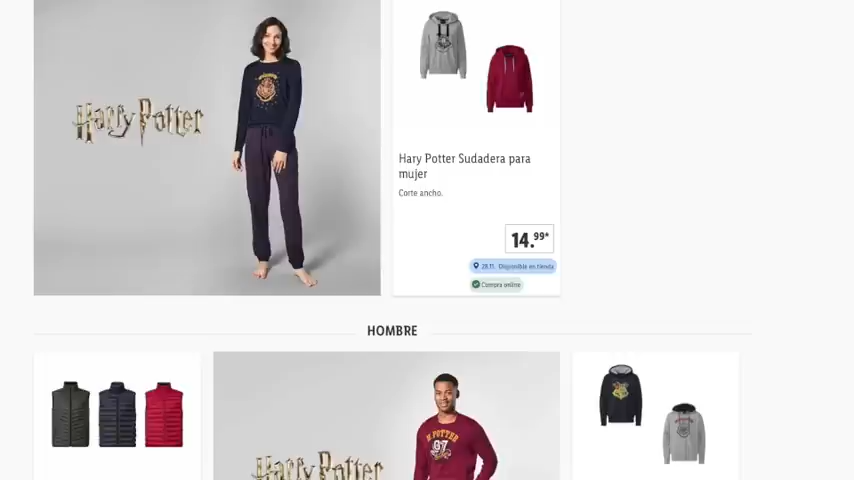 Harry Potter
Hary Potter Sudadera para
mujer
Corte ancho.
14.99*
28.11. Disponible en tienda
Compra online
HOMBRE
H. POTTER
07
Harry Potter